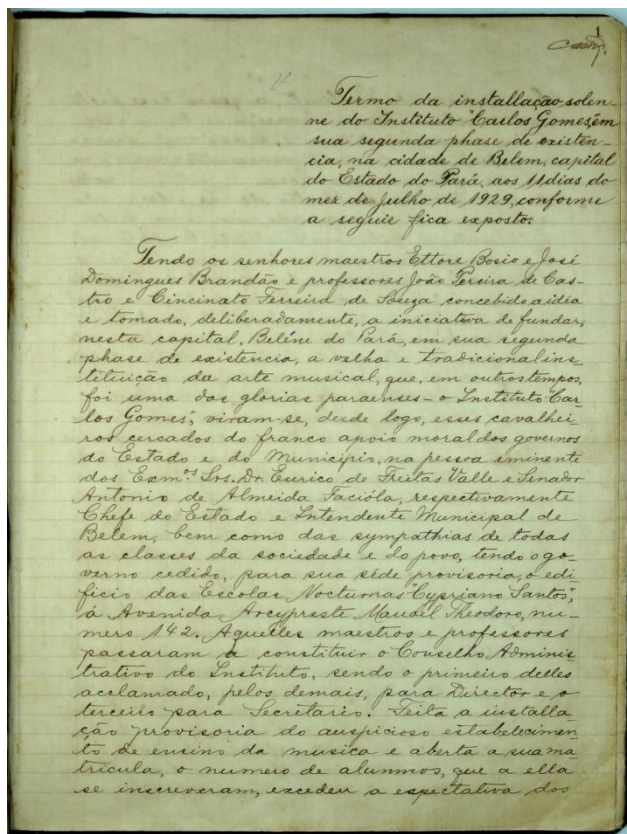 1
Termo da installação solen-
ne do Instituto "Carlos Gomes", em
sua segunda phase de existen-
cia, na cidade de Belem, capital
do Estado do Pará, aos 11 dias do
mez de Julho de 1929, conforme
a seguir fica exposto.
Tendo os senhores maestros Ettore Bosio e José
Domingues Brandão e professores João Pereira de Cas-
tro e Cincinato Ferreira de Souza concebido a idia
e tomado, deliberadamente, a iniciativa de fundar,
nesta capital, Beléne do Pará, em sua segunda
phase de existencia, a velha e tradicional ins-
tituição da arte musical, que, em outros tempos,
foi uma das glorias paraenses - o Instituto "Car-
los Gomes", viram-se, desde logo, esses cavalhei-
ros cercados do franco apoio moral dos governos
do Estado e do Municipio, na pessoa eminente
dos Exm.os Srs. Dr. Eurico de Freitas Valle e Senador
Antonio de Almeida Facióla, respectivamente
Chefe do Estado e Intendente Municipal de
Belem, bem como das sympathias de todas
as classes da sociedade e do povo, tendo o go-
verno cedido, para sua séde provisoria, o edi-
ficio das Escolas Nocturnas "Cypriano Santos",
á Avenida Arcypreste Manoel Theodoro, nu-
mero 142. Aquelles maestros e professores
passaram a constituir o Conselho Adminis-
trativo do Instituto, sendo o primeiro delles
acclamado, pelos demais, para Director e o
terceiro para Secretario. Feita a installa-
ção provisoria do auspicioso estabelecimen-
to de ensino da musica e aberta a sua ma
tricula, o numero de alumnos, que a ella
se inscreveram, excedeu a espectativa dos